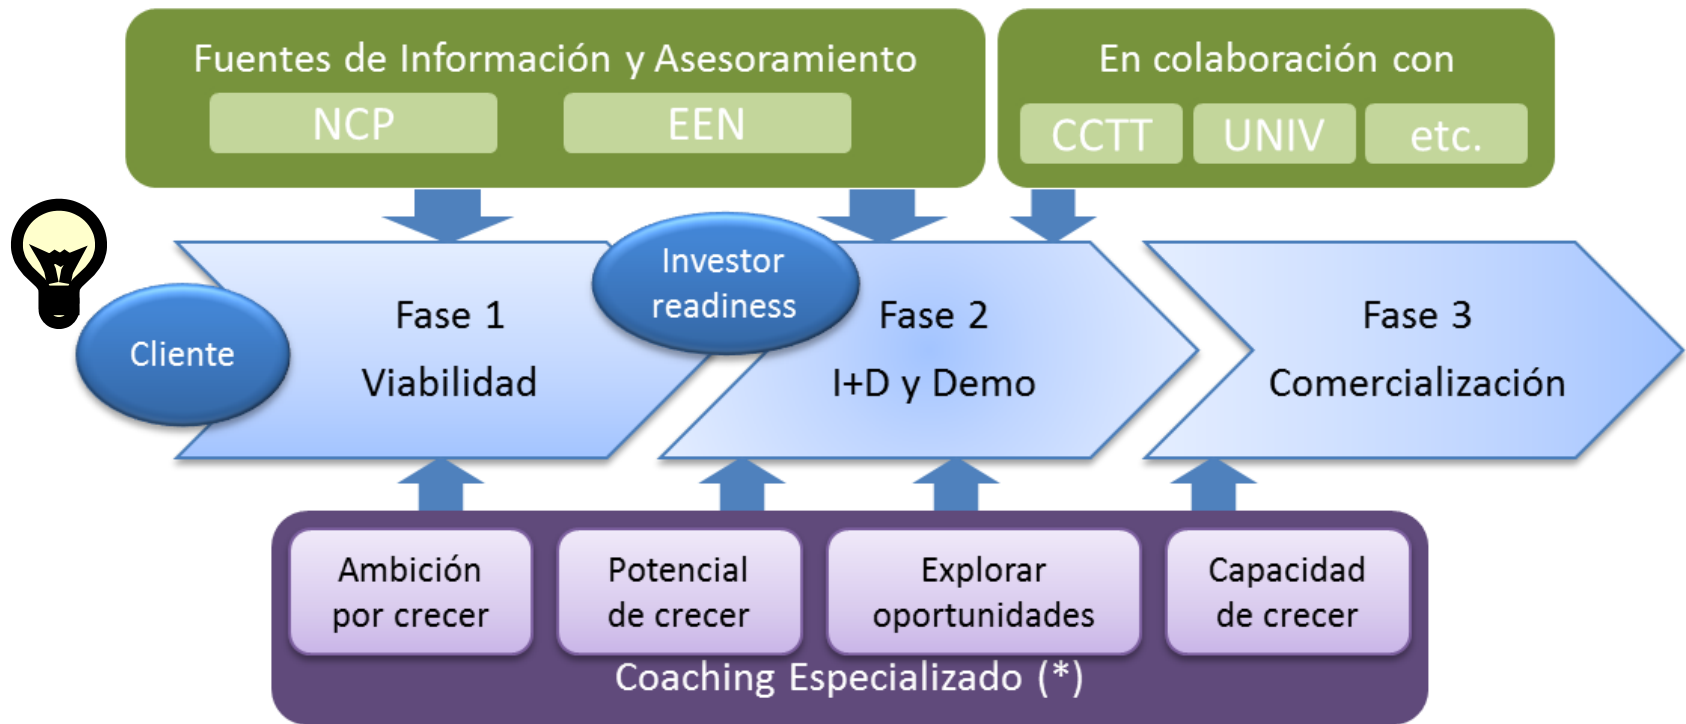 Fuentes de Información y Asesoramiento
NCP
EEN
En colaboración con
CCTT
UNIV
etc.
Cliente
Fase 1
Viabilidad
Investor
readiness
Fase 2
I+D y Demo
Fase 3
Comercialización
Ambición
por crecer
Potencial
de crecer
Explorar
oportunidades
Capacidad
de crecer
Coaching Especializado (*)